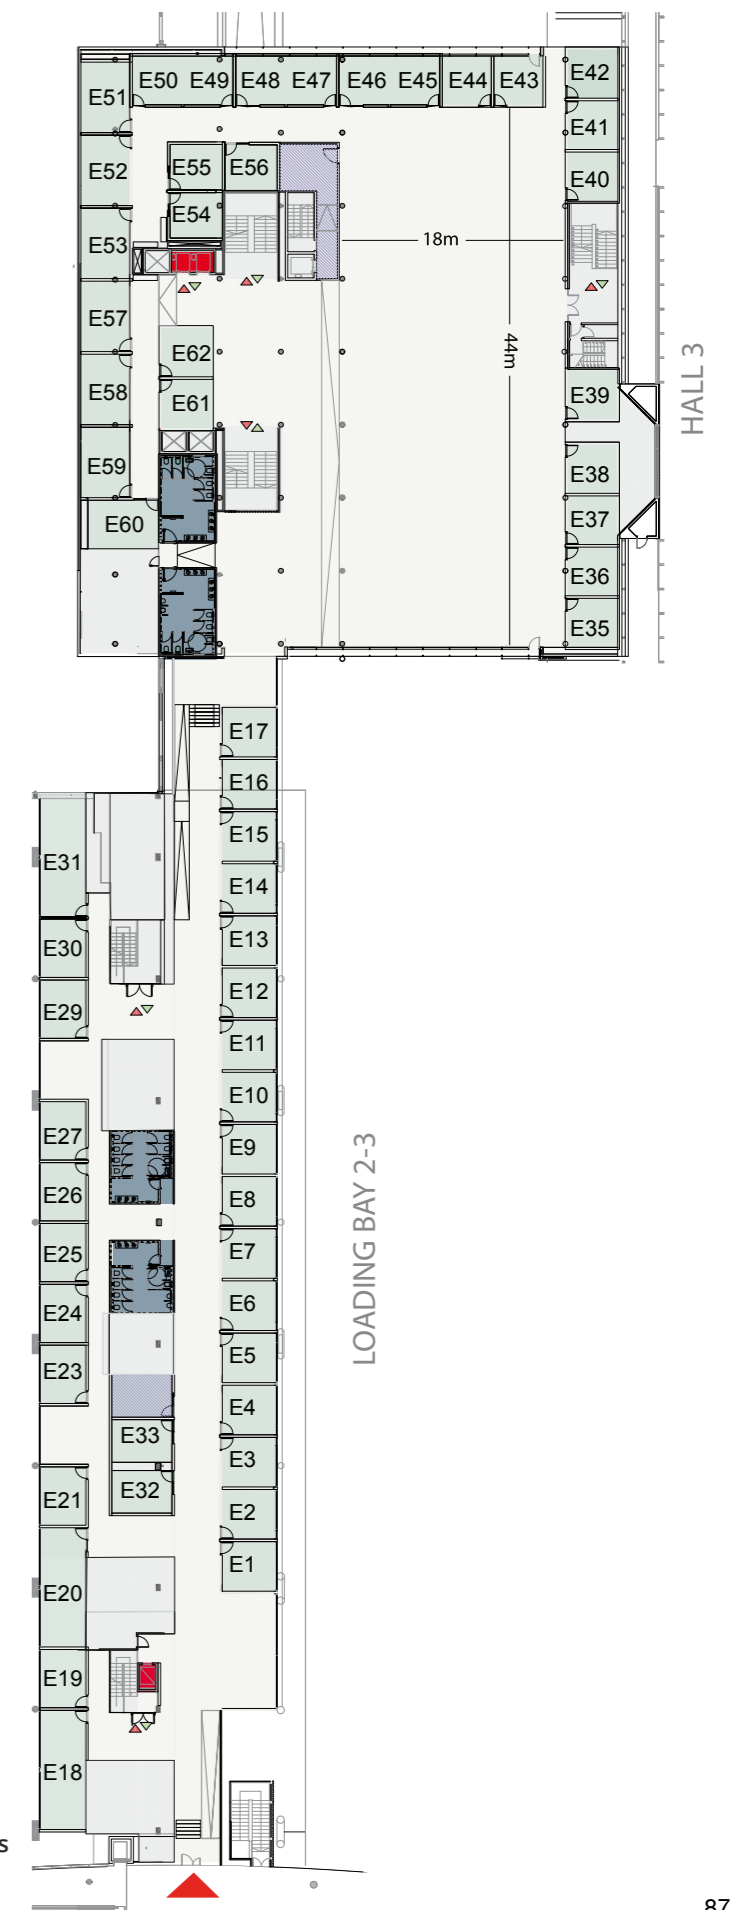 E50 E49 E48 E47 E46 E45 E44 E43 E42
E51
E41
E52 E55 E56 E40
E54
E53 18m
E57
E62 44m HALL 3
E58 E61 E39
E59 E38
E60 E37
E36
E35
E17
E16
E15
E31
E14
E30 E13
E12
E29
E11
E10
E27 E9
E26 E8
E25 E7 LOADING BAY 2-3
E24 E6
E23 E5
E4
E33
E3
E21 E32
E2
E20 E1
E19
E18
s
87